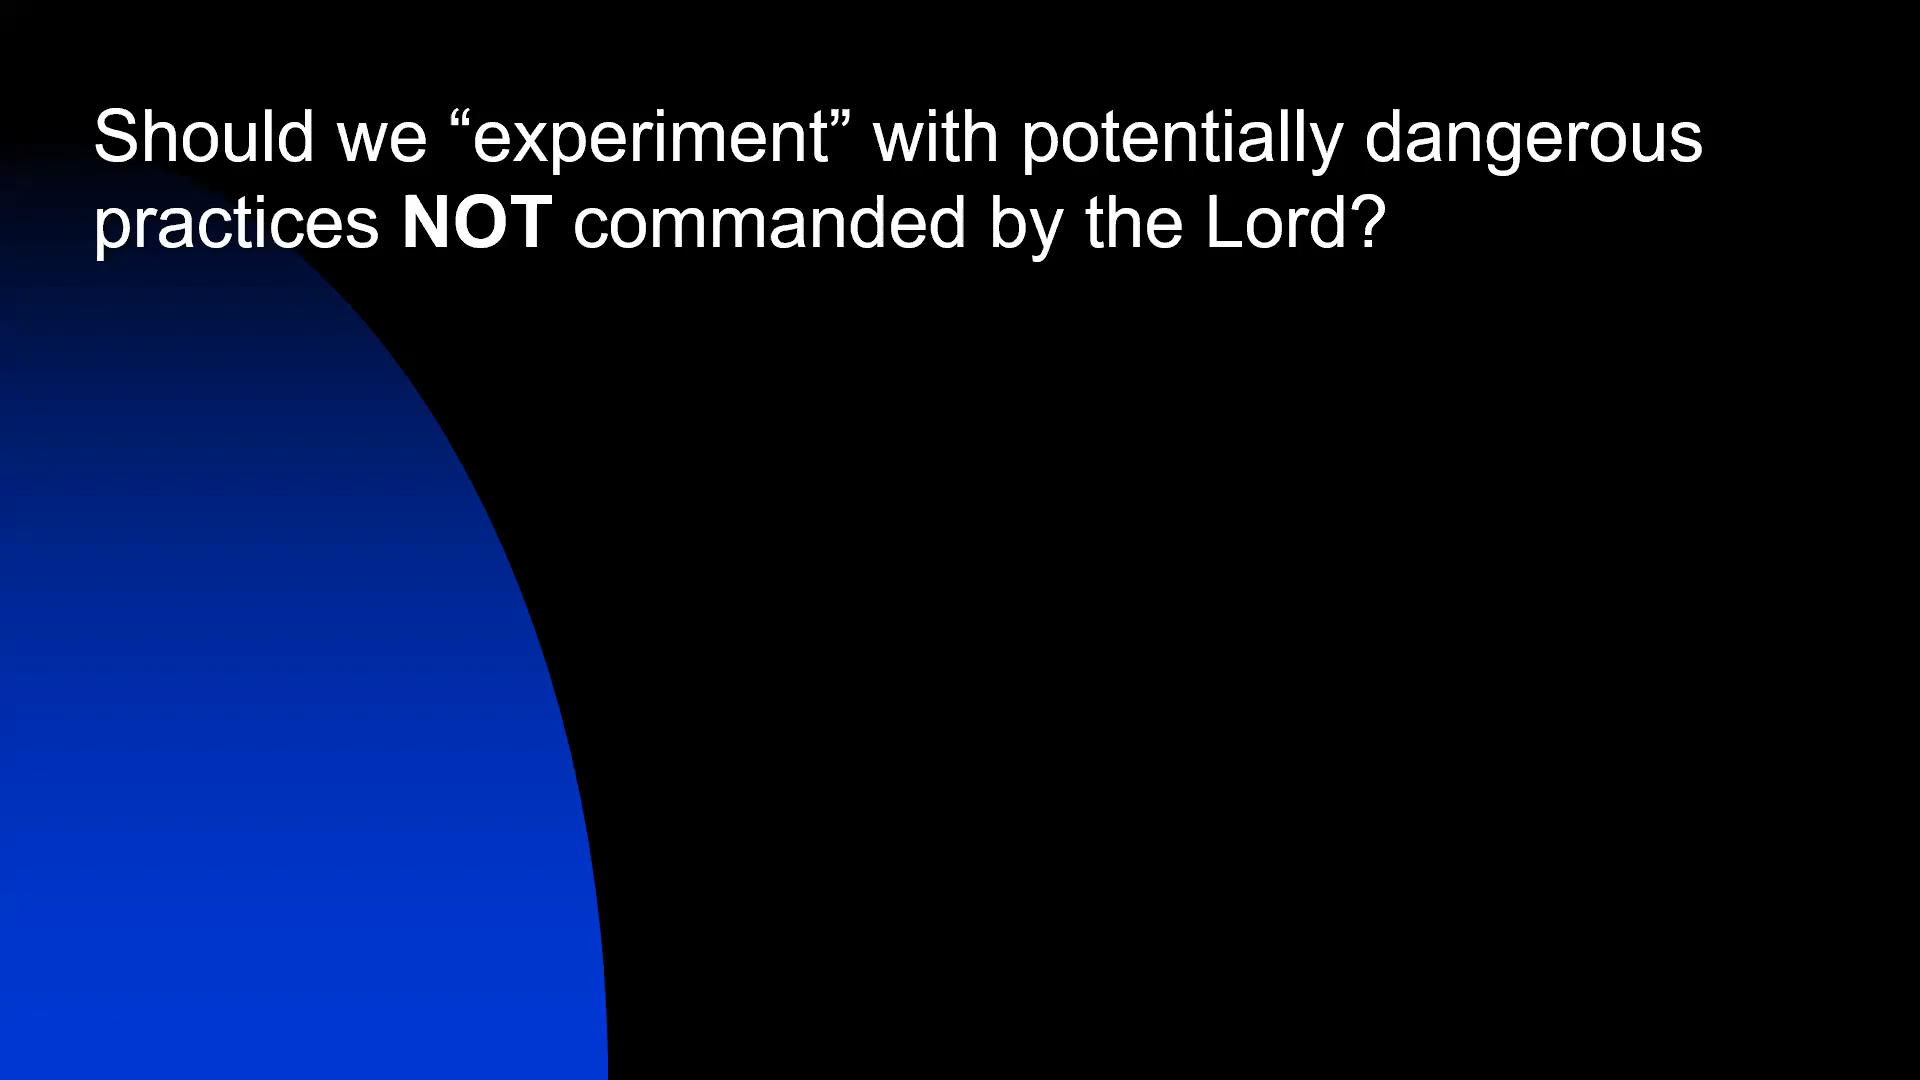 Should we “experiment” with potentially dangerous
practices NOT commanded by the Lord?